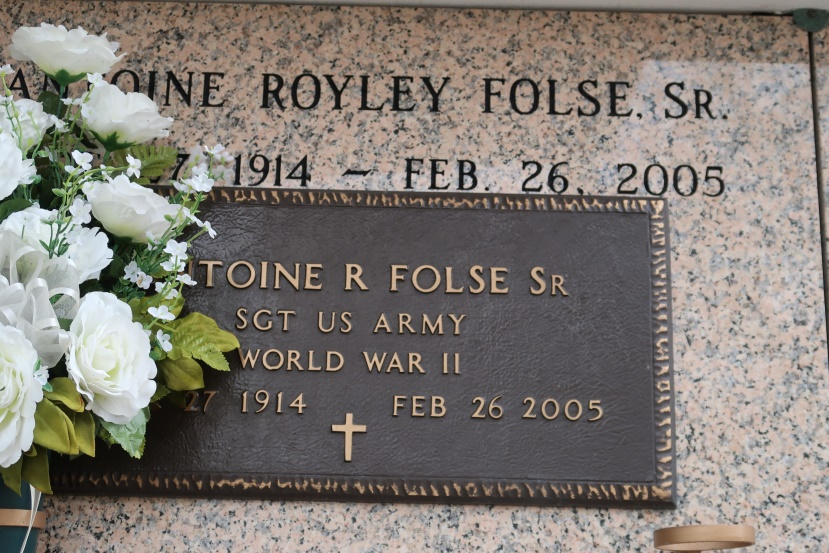 ANTOINE ROYLEY FOLSE, SR.
1914 – FEB. 26, 2005
TOINE R FOLSE SR
SGT US ARMY
WORLD WAR II
27 1914 FEB 26 2005